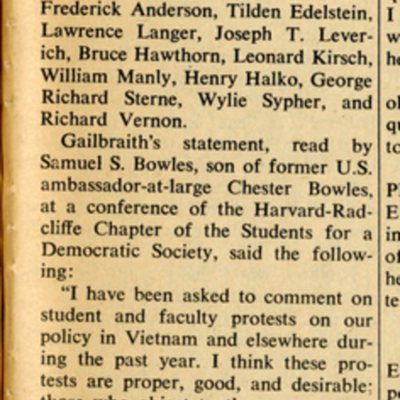 Frederick Anderson, Tilden Edelstein,
Lawrence Langer, Joseph T. Lever-
ich, Bruce Hawthorn, Leonard Kirsch,
William Manly, Henry Halko, George
Richard Sterne, Wylie Sypher, and
Richard Vernon.
Gailbraith's statement, read by
Samuel S. Bowles, son of former U.S.
ambassador-at-large Chester Bowles,
at a conference of the Harvard-Rad-
cliffe Chapter of the Students for a
Democratic Society, said the follow-
ing:
"I have been asked to comment on
student and faculty protests on our
policy in Vietnam and elsewhere dur-
ing the past year. I think these pro-
tests are proper, good, and desirable;